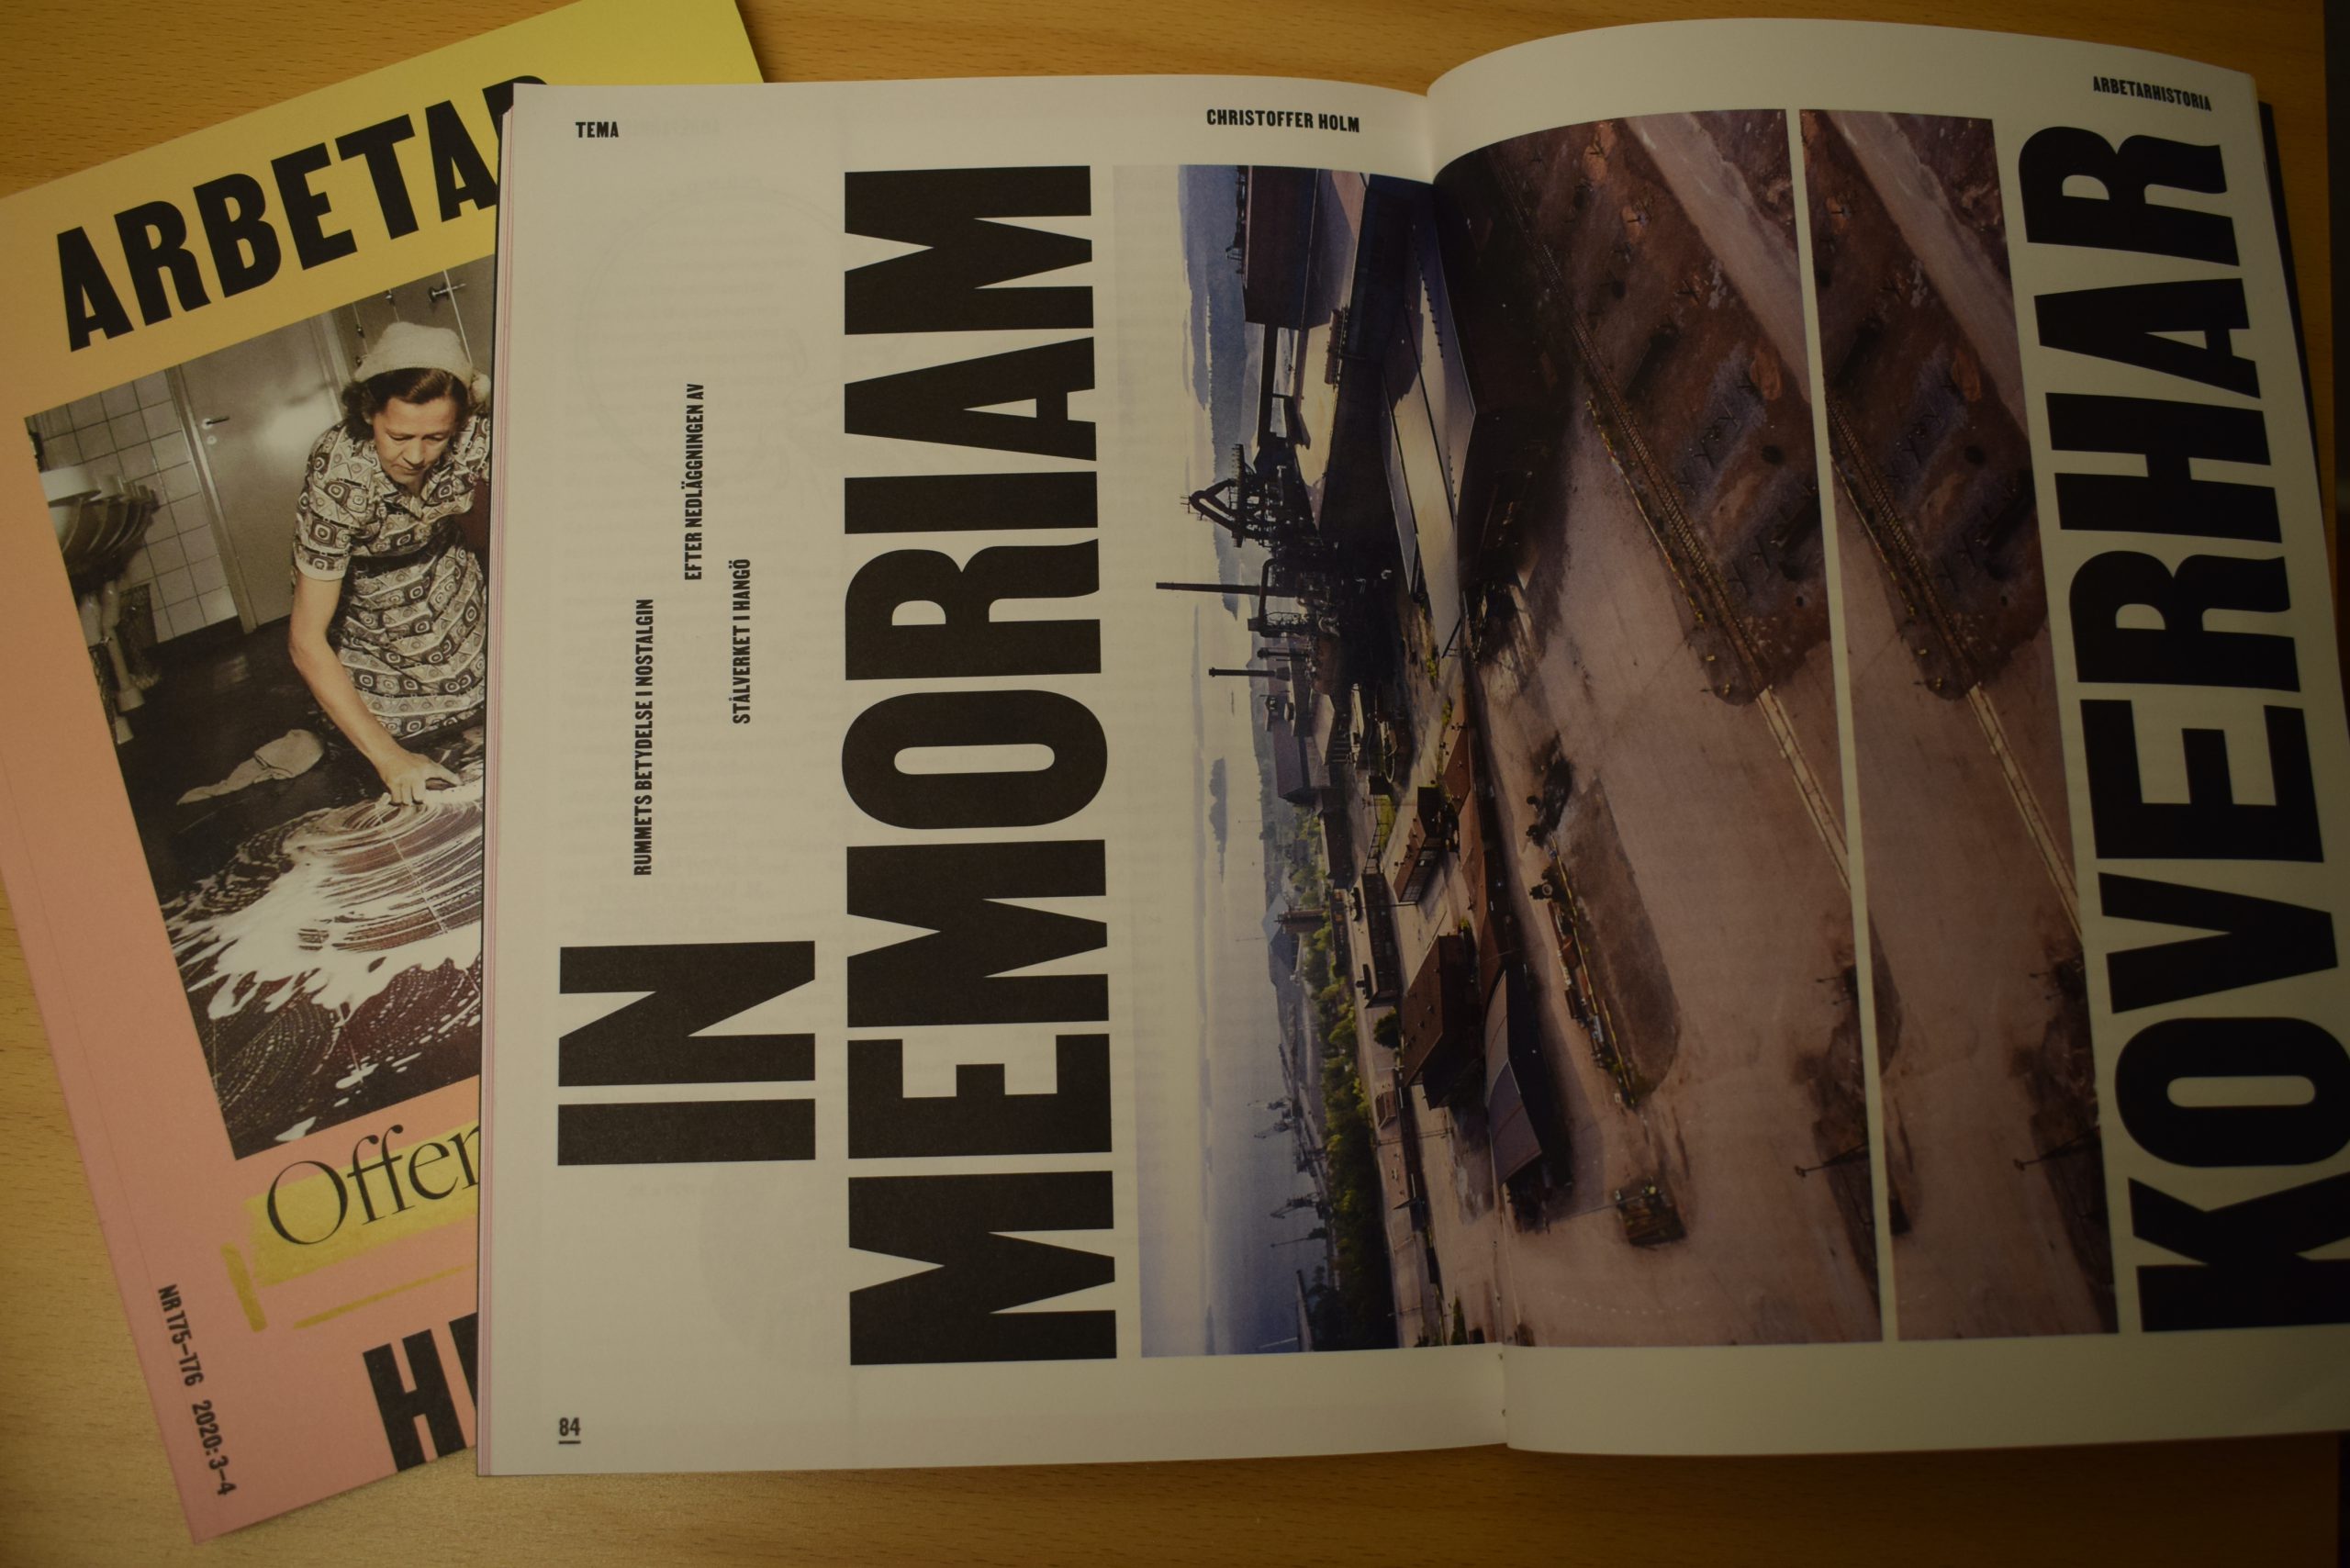 ARBETAR
Offer
HI
NR 175–176 2020:3–4
TEMA
CHRISTOFFER HOLM
ARBETARHISTORIA
IN
MEMORIAM
KOVERHAR
RUMMETS BETYDELSE I NOSTALGIN
EFTER NEDLÄGGNINGEN AV
STÅLVERKET I HANGÖ
84